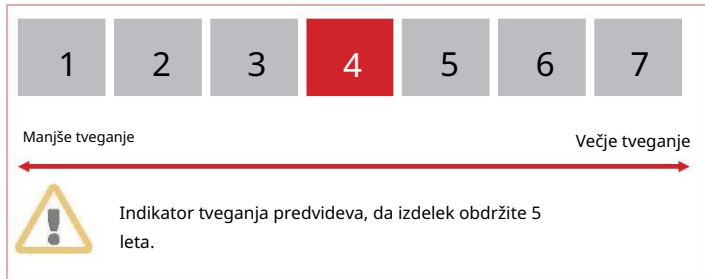 1 2 3 4 5 6 7
Manjše tveganje Večje tveganje
Indikator tveganja predvideva, da izdelek obdržite 5
leta.